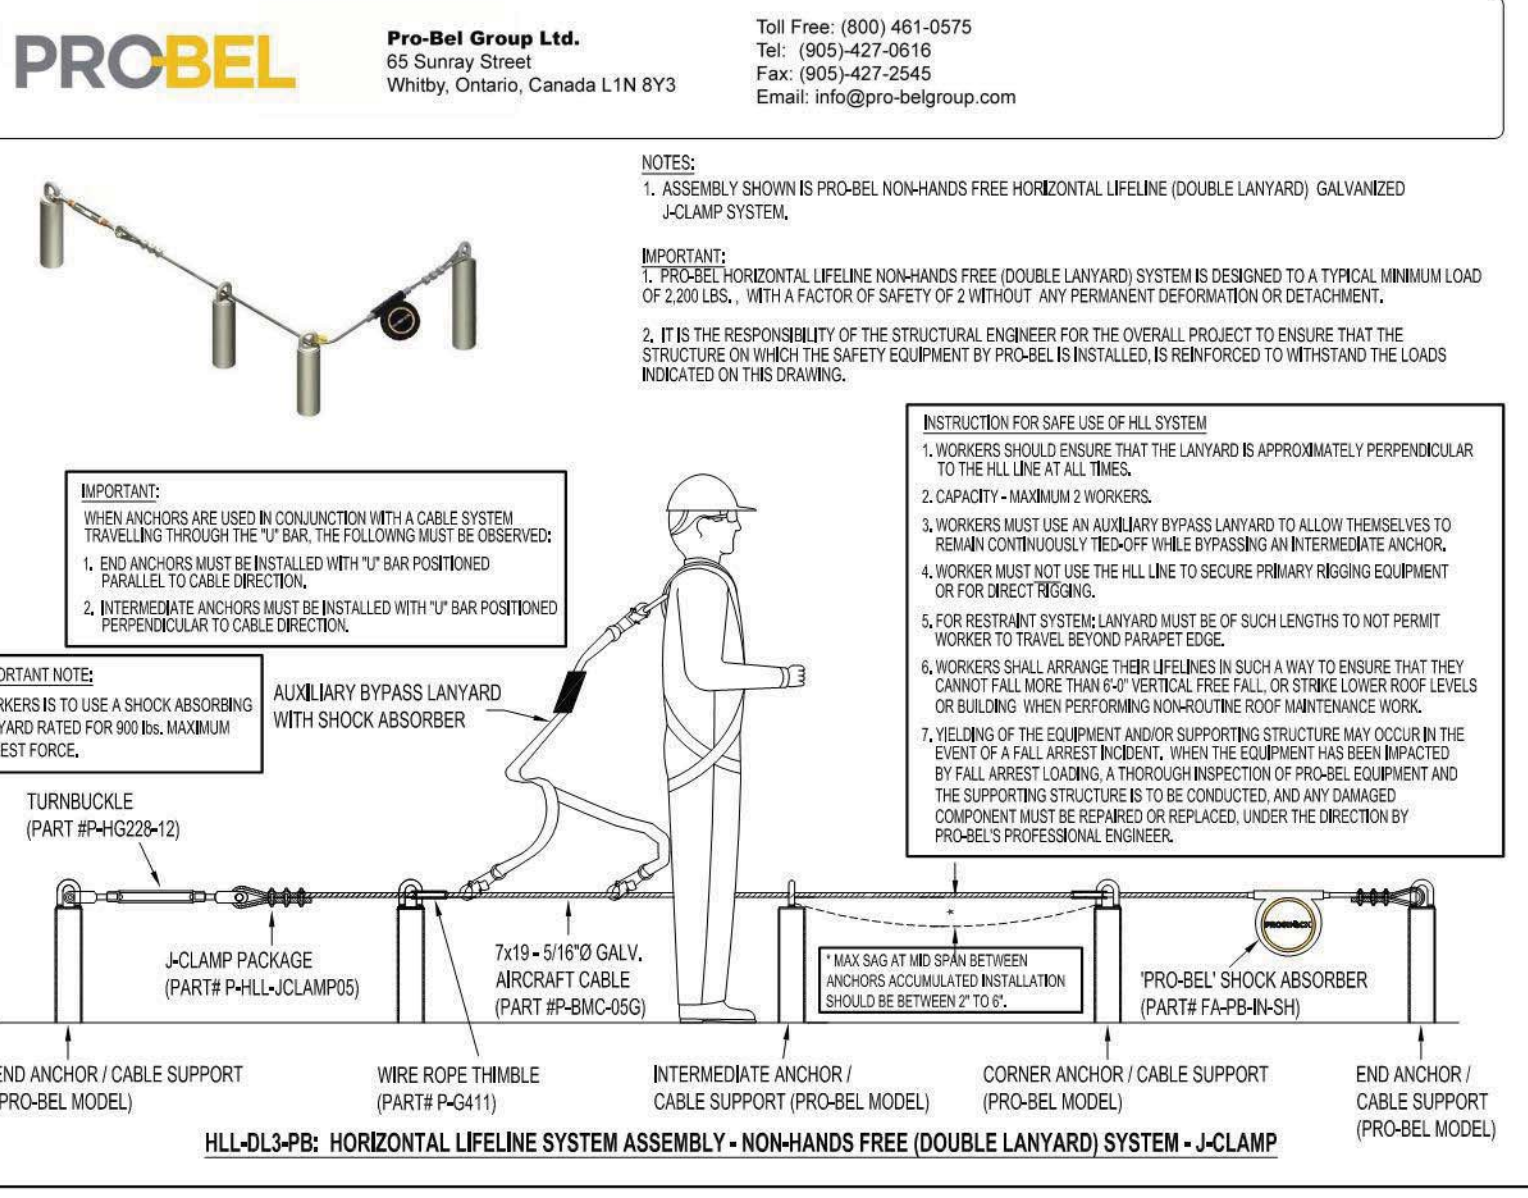 PROBEL
Pro-Bel Group Ltd.
65 Sunray Street
Whitby, Ontario, Canada L1N 8Y3
Toll Free: (800) 461-0575
Tel: (905)-427-0616
Fax: (905)-427-2545
Email: info@pro-belgroup.com
NOTES:
1. ASSEMBLY SHOWN IS PRO-BEL NON-HANDS FREE HORIZONTAL LIFELINE (DOUBLE LANYARD) GALVANIZED
J-CLAMP SYSTEM.
IMPORTANT:
1. PRO-BEL HORIZONTAL LIFELINE NON-HANDS FREE (DOUBLE LANYARD) SYSTEM IS DESIGNED TO A TYPICAL MINIMUM LOAD
OF 2,200 LBS. , WITH A FACTOR OF SAFETY OF 2 WITHOUT ANY PERMANENT DEFORMATION OR DETACHMENT.
2. IT IS THE RESPONSIBILITY OF THE STRUCTURAL ENGINEER FOR THE OVERALL PROJECT TO ENSURE THAT THE
STRUCTURE ON WHICH THE SAFETY EQUIPMENT BY PRO-BEL IS INSTALLED, IS REINFORCED TO WITHSTAND THE LOADS
INDICATED ON THIS DRAWING.
INSTRUCTION FOR SAFE USE OF HLL SYSTEM
1. WORKERS SHOULD ENSURE THAT THE LANYARD IS APPROXIMATELY PERPENDICULAR
TO THE HLL LINE AT ALL TIMES.
2. CAPACITY - MAXIMUM 2 WORKERS.
3. WORKERS MUST USE AN AUXILIARY BYPASS LANYARD TO ALLOW THEMSELVES TO
REMAIN CONTINUOUSLY TIED-OFF WHILE BYPASSING AN INTERMEDIATE ANCHOR.
4. WORKER MUST NOT USE THE HLL LINE TO SECURE PRIMARY RIGGING EQUIPMENT
OR FOR DIRECT RIGGING.
5. FOR RESTRAINT SYSTEM: LANYARD MUST BE OF SUCH LENGTHS TO NOT PERMIT
WORKER TO TRAVEL BEYOND PARAPET EDGE.
6. WORKERS SHALL ARRANGE THEIR LIFELINES IN SUCH A WAY TO ENSURE THAT THEY
CANNOT FALL MORE THAN 6'-0" VERTICAL FREE FALL, OR STRIKE LOWER ROOF LEVELS
OR BUILDING WHEN PERFORMING NON-ROUTINE ROOF MAINTENANCE WORK.
7. YIELDING OF THE EQUIPMENT AND/OR SUPPORTING STRUCTURE MAY OCCUR IN THE
EVENT OF A FALL ARREST INCIDENT. WHEN THE EQUIPMENT HAS BEEN IMPACTED
BY FALL ARREST LOADING, A THOROUGH INSPECTION OF PRO-BEL EQUIPMENT AND
THE SUPPORTING STRUCTURE IS TO BE CONDUCTED, AND ANY DAMAGED
COMPONENT MUST BE REPAIRED OR REPLACED, UNDER THE DIRECTION BY
PRO-BEL'S PROFESSIONAL ENGINEER.
IMPORTANT:
WHEN ANCHORS ARE USED IN CONJUNCTION WITH A CABLE SYSTEM
TRAVELLING THROUGH THE "U" BAR, THE FOLLOWNG MUST BE OBSERVED:
1. END ANCHORS MUST BE INSTALLED WITH "U" BAR POSITIONED
PARALLEL TO CABLE DIRECTION.
2. INTERMEDIATE ANCHORS MUST BE INSTALLED WITH "U" BAR POSITIONED
PERPENDICULAR TO CABLE DIRECTION.
ORTANT NOTE:
RKERS IS TO USE A SHOCK ABSORBING
YARD RATED FOR 900 lbs. MAXIMUM
EST FORCE.
AUXILIARY BYPASS LANYARD
WITH SHOCK ABSORBER
TURNBUCKLE
(PART #P-HG228-12)
J-CLAMP PACKAGE
(PART# P-HLL-JCLAMP05)
7x19 - 5/16"Ø GALV.
AIRCRAFT CABLE
(PART #P-BMC-05G)
*
* MAX SAG AT MID SPAN BETWEEN
ANCHORS ACCUMULATED INSTALLATION
SHOULD BE BETWEEN 2" TO 6".
'PRO-BEL' SHOCK ABSORBER
(PART# FA-PB-IN-SH)
END ANCHOR / CABLE SUPPORT
(PRO-BEL MODEL)
WIRE ROPE THIMBLE
(PART# P-G411)
INTERMEDIATE ANCHOR /
CABLE SUPPORT (PRO-BEL MODEL)
CORNER ANCHOR / CABLE SUPPORT
(PRO-BEL MODEL)
END ANCHOR /
CABLE SUPPORT
(PRO-BEL MODEL)
HLL-DL3-PB: HORIZONTAL LIFELINE SYSTEM ASSEMBLY - NON-HANDS FREE (DOUBLE LANYARD) SYSTEM - J-CLAMP